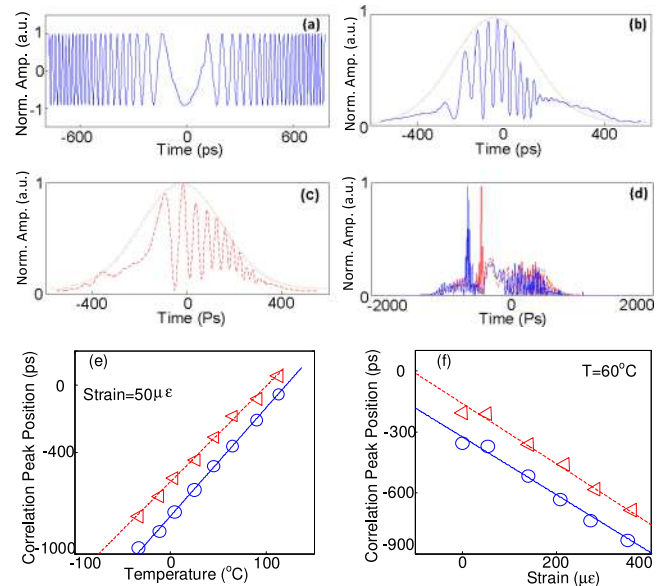 Norm. Amp. (a.u.)
1
0
-1
(a)
-600
0
600
Time (ps)
Norm. Amp. (a.u.)
1
0
(b)
-400
0
400
Time (ps)
Norm. Amp. (a.u.)
1
0
(c)
-400
0
400
Time (Ps)
Norm. Amp. (a.u.)
1
0
(d)
-2000
0
2000
Time (Ps)
Correlation Peak Position (ps)
0
-400
-1000
(e)
Strain=50με
0
100
Temperature (°C)
Correlation Peak Position (ps)
0
-300
-600
-900
(f)
T=60°C
0
200
400
Strain (με)